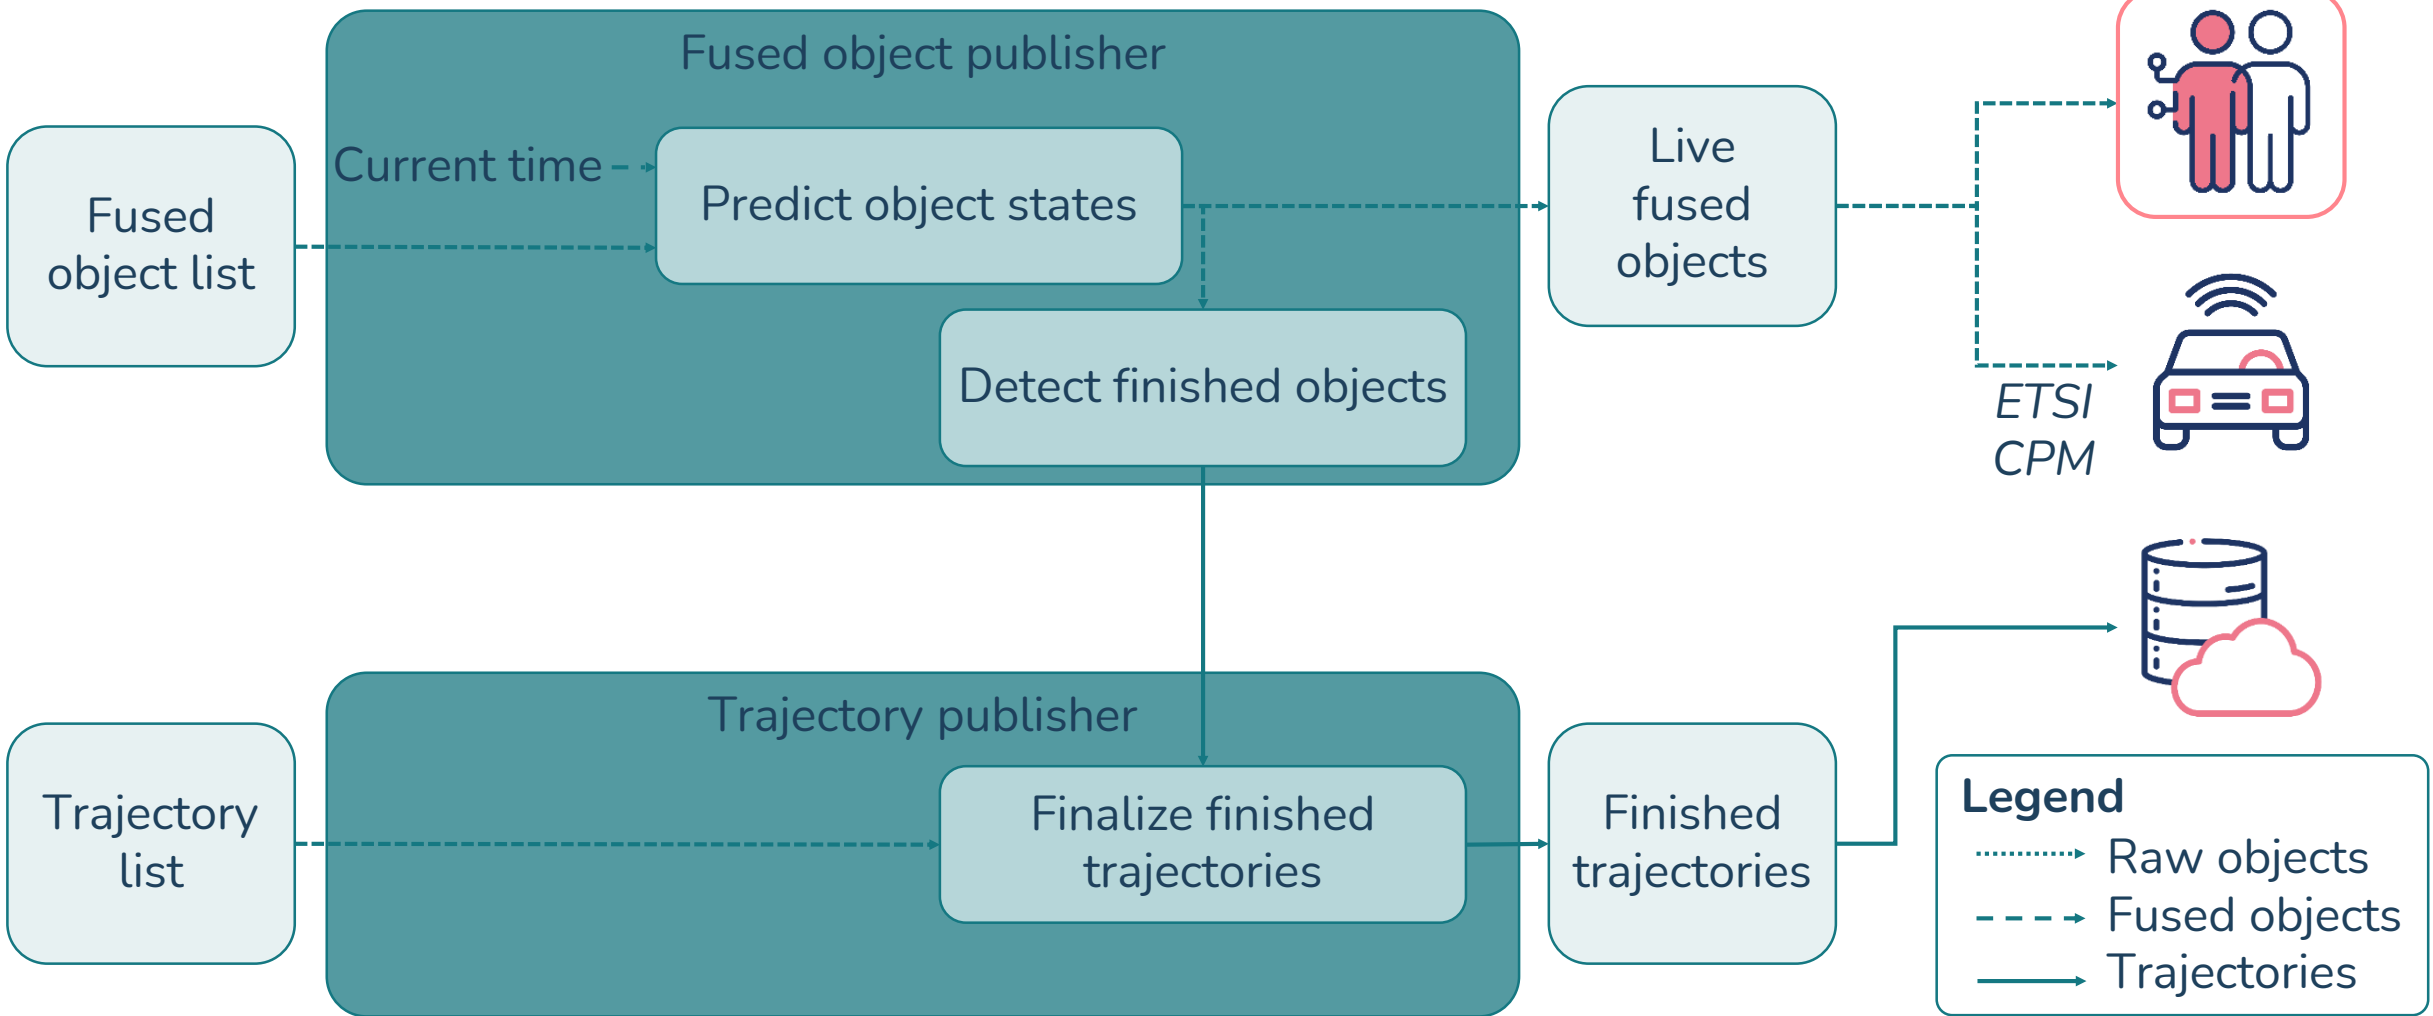 Fused object publisher
Current time
Predict object states
Fused
object list
Detect finished objects
Live
fused
objects
ETSI
CPM
Trajectory publisher
Trajectory
list
Finalize finished
trajectories
Finished
trajectories
Legend
Raw objects
Fused objects
Trajectories